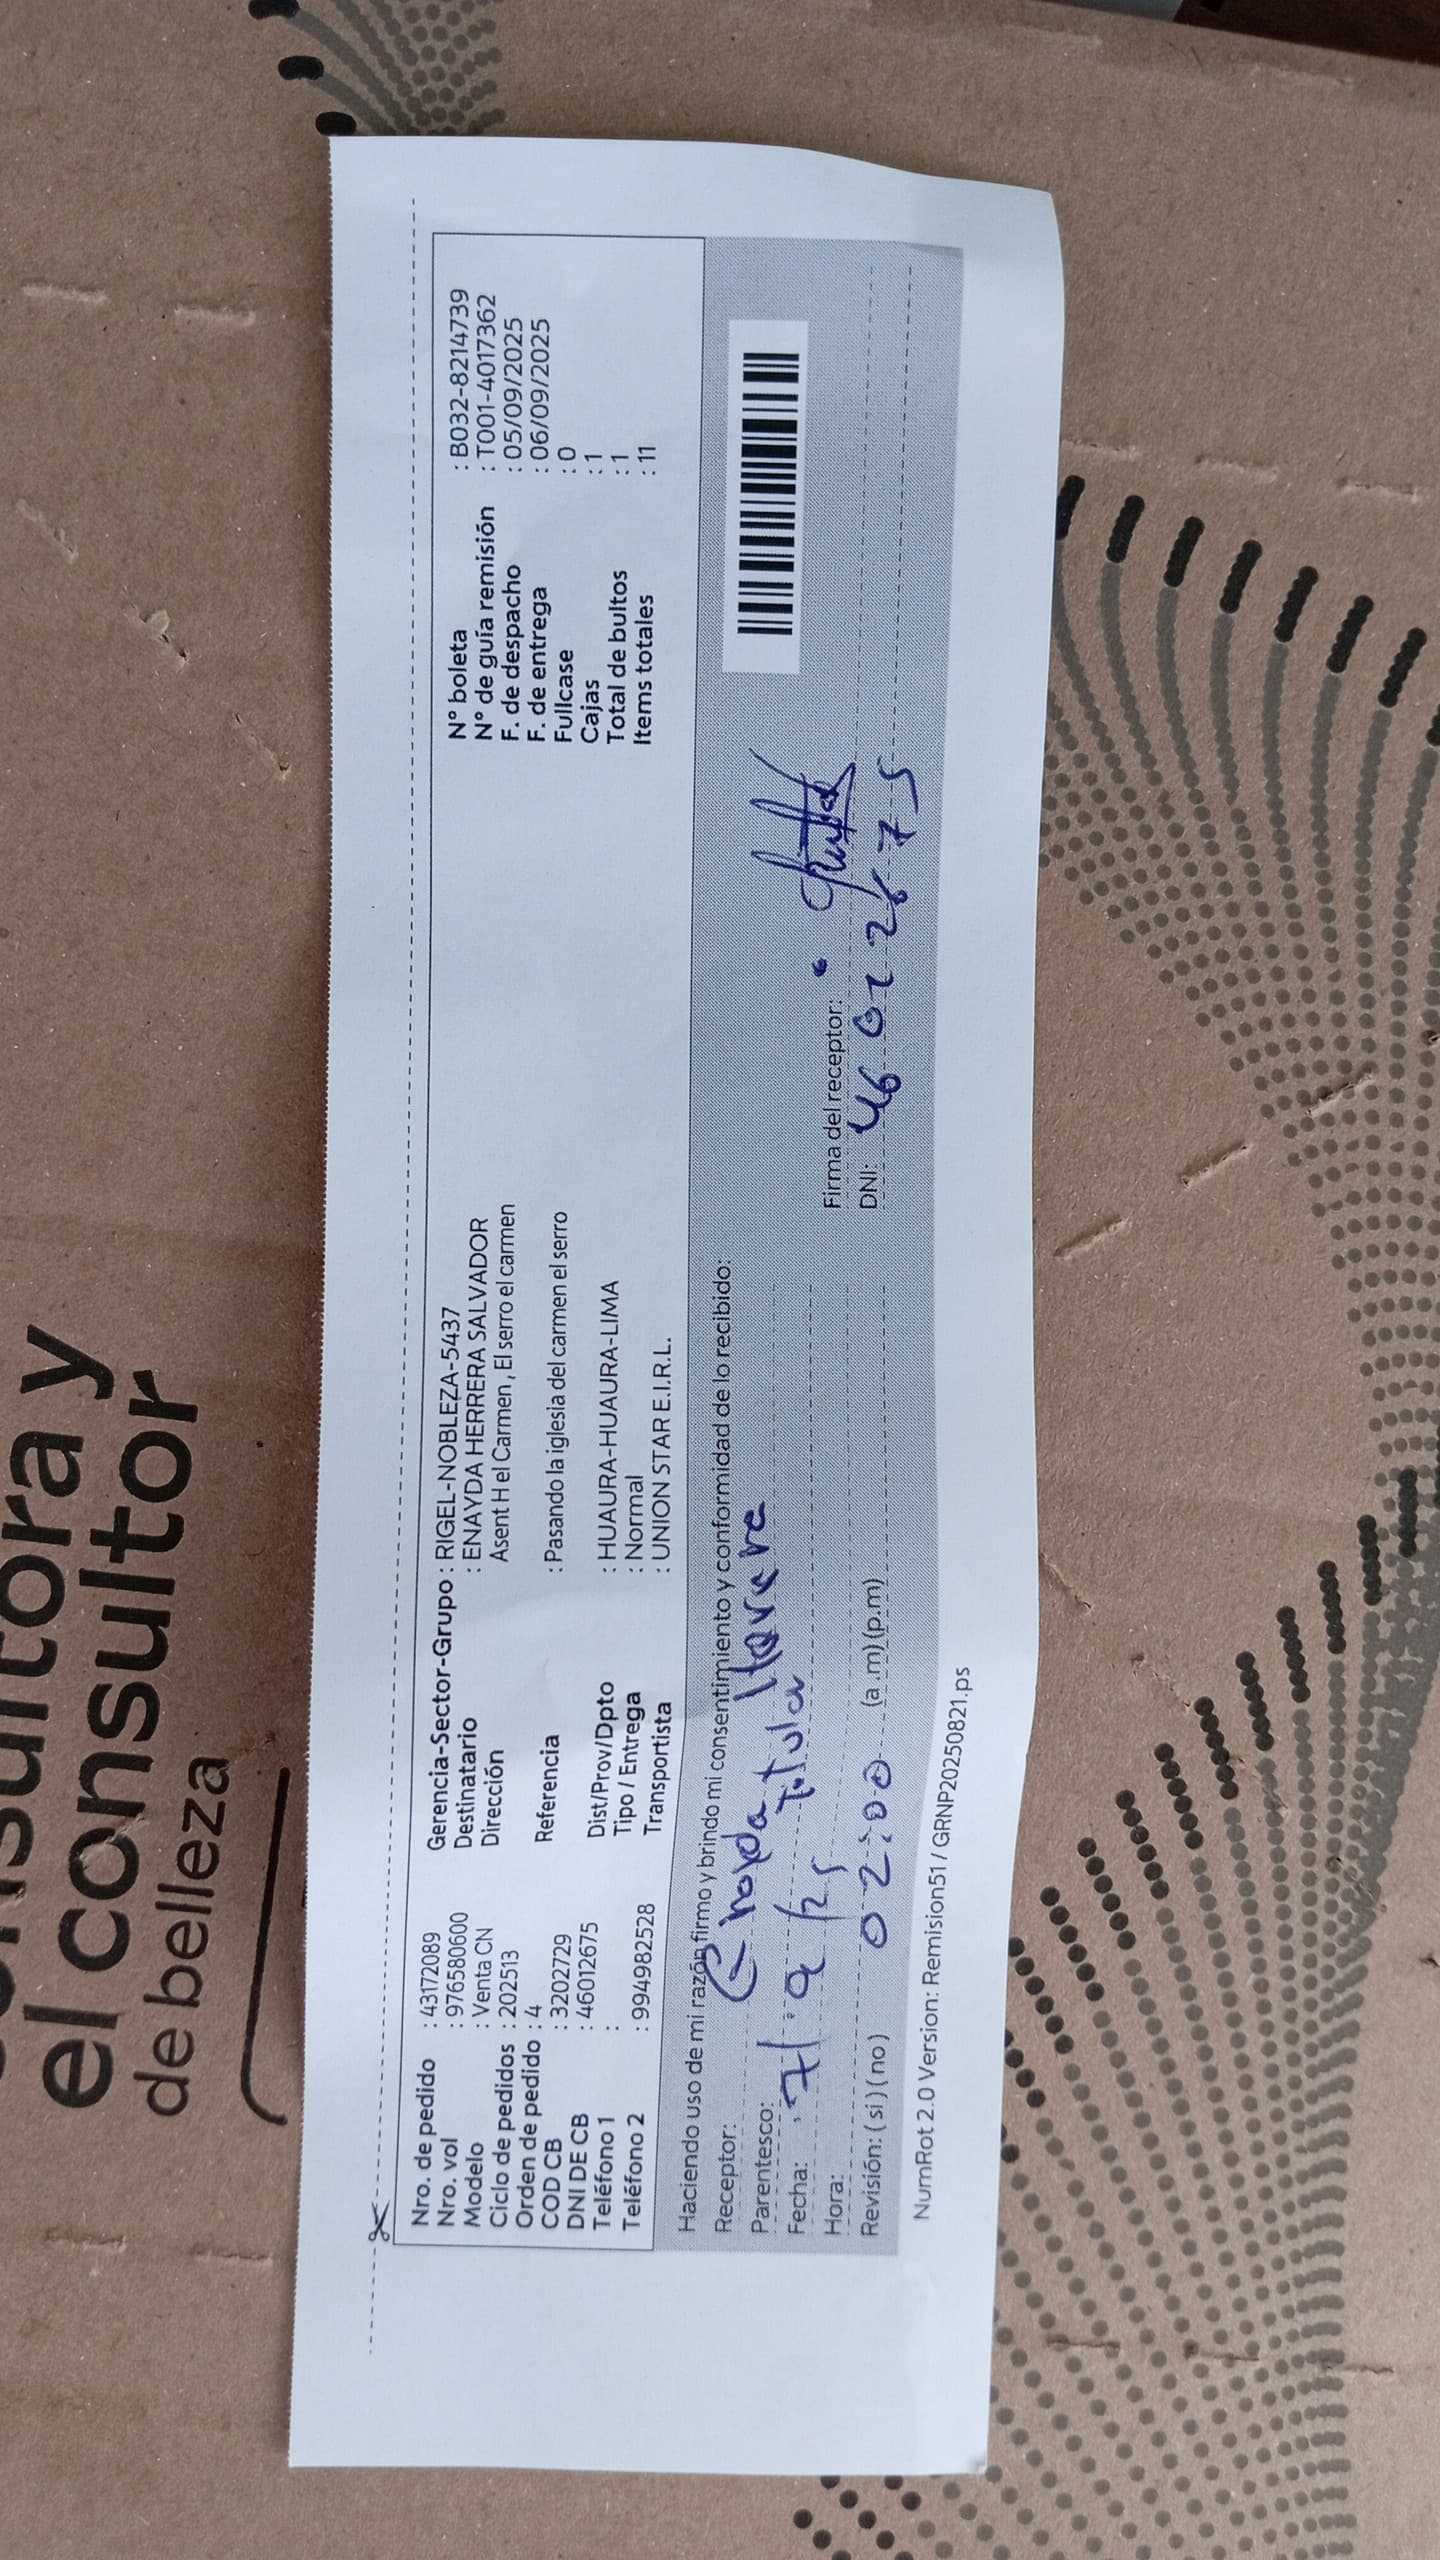 sultora y
el consultor
de belleza
Nro. de pedido : 43172089
Nro. vol : 976580600
Modelo : Venta CN
Ciclo de pedidos : 202513
Orden de pedido : 4
COD CB : 3202729
DNI DE CB : 46012675
Teléfono 1 :
Teléfono 2 : 994982528
Gerencia-Sector-Grupo : RIGEL-NOBLEZA-5437
Destinatario : ENAYDA HERRERA SALVADOR
Dirección Asent H el Carmen , El serro el carmen
Referencia : Pasando la iglesia del carmen el serro
Dist/Prov/Dpto : HUAURA-HUAURA-LIMA
Tipo / Entrega : Normal
Transportista : UNION STAR E.I.R.L.
N° boleta : B032-8214739
N° de guía remisión : T001-4017362
F. de despacho : 05/09/2025
F. de entrega : 06/09/2025
Fullcase : 0
Cajas : 1
Total de bultos : 1
Items totales : 11
Haciendo uso de mi razón firmo y brindo mi consentimiento y conformidad de lo recibido:
Receptor:
Parentesco: Titular
Fecha: 7/ 9 /25
Hora: 02:00 (a .m) (p.m)
Revisión: ( si ) ( no )
Firma del receptor:
DNI: 46012675
NumRot 2.0 Version: Remision51 / GRNP20250821.ps